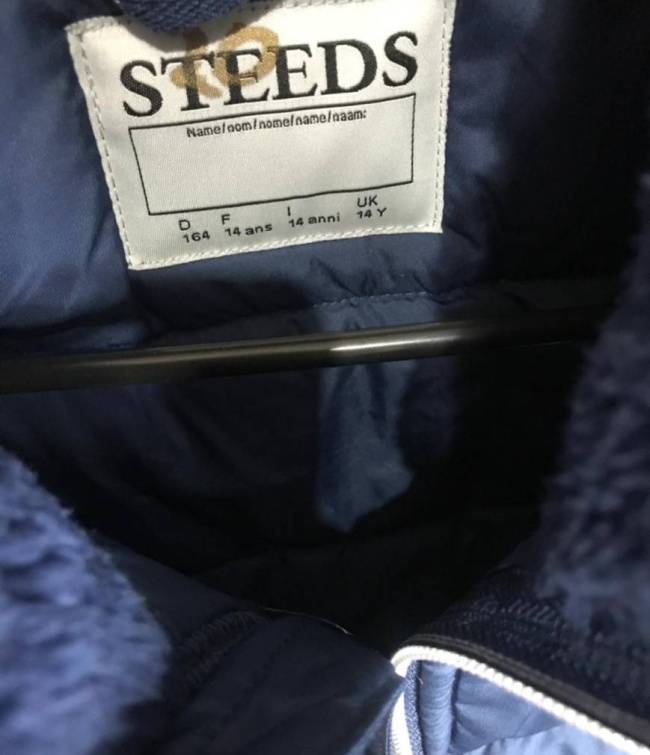 STEEDS
Name/nom/nome/name/naam:
D F I UK
164 14 ans 14 anni 14 Y